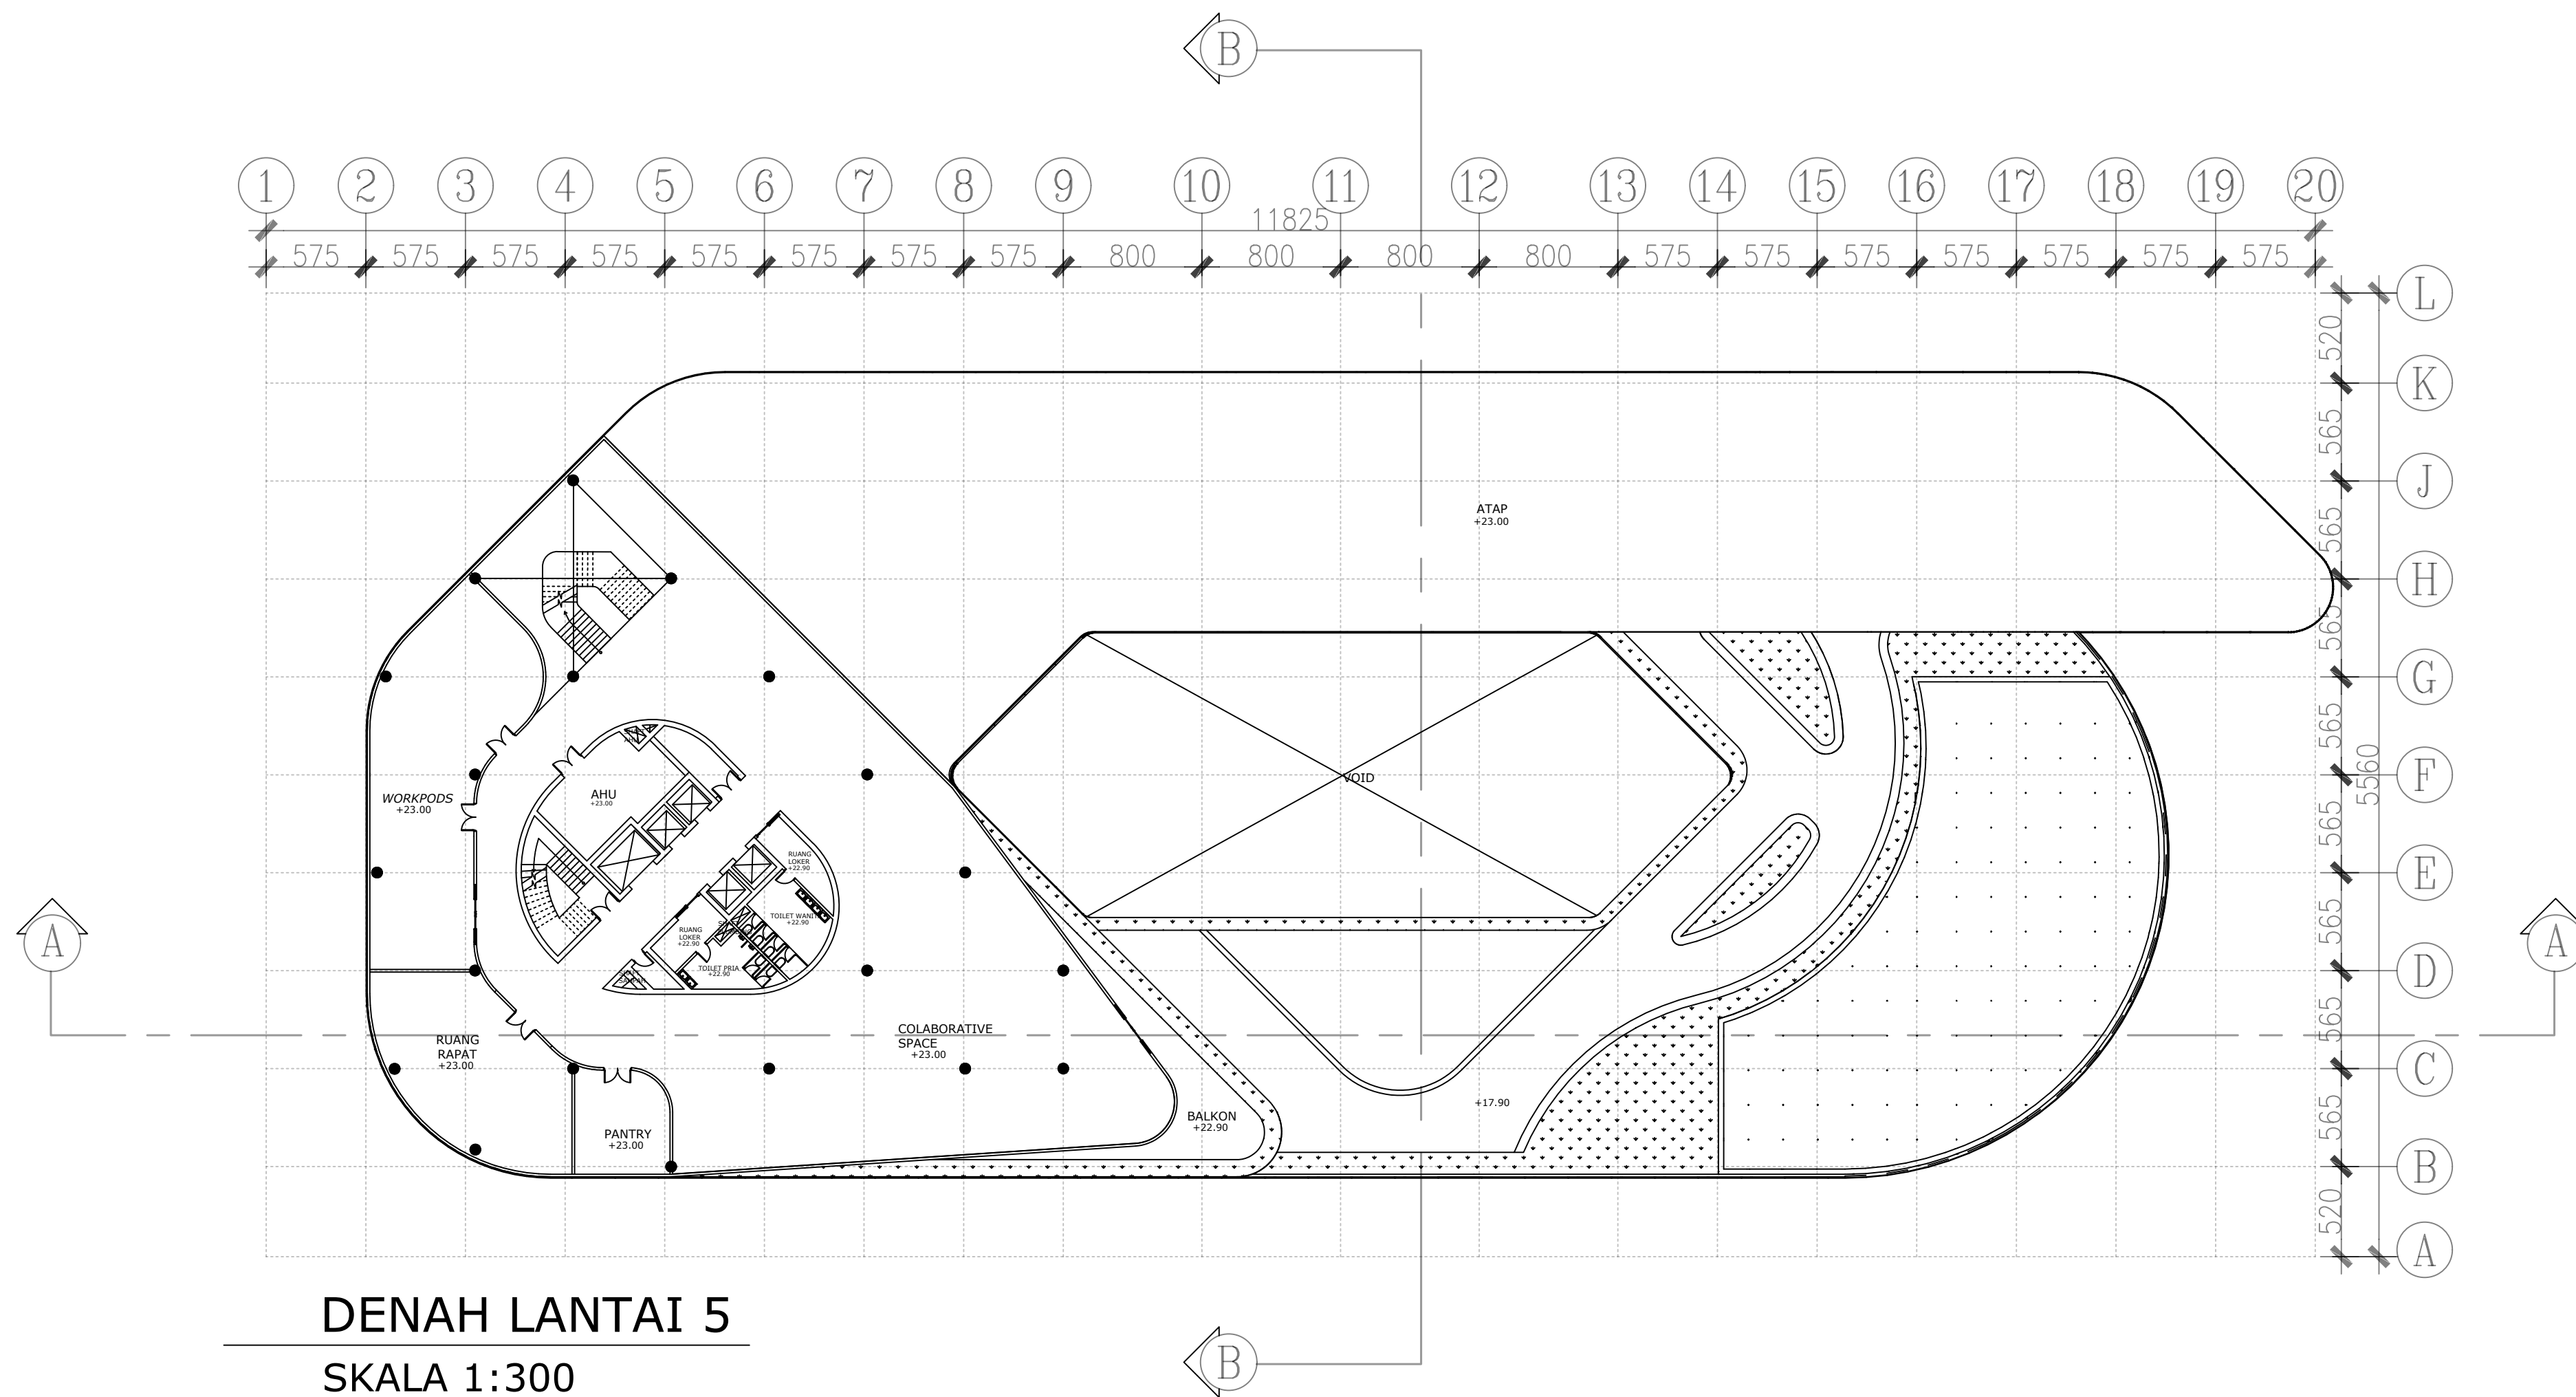 B
1 2 3 4 5 6 7 8 9 10 11 12 13 14 15 16 17 18 19 20
11825
575 575 575 575 575 575 575 575 800 800 800 800 575 575 575 575 575 575 575
L
520
K
565
J
565
H
565
G
565
F
5560
565
E
565
D
565
C
565
B
520
A
ATAP
+23.00
VOID
WORKPODS
+23.00
AHU
+23.00
RUANG
LOKER
+22.90
TOILET WANITA
+22.90
RUANG
LOKER
+22.90
TOILET PRIA
+22.90
A
A
COLABORATIVE
SPACE
+23.00
RUANG
RAPAT
+23.00
PANTRY
+23.00
BALKON
+22.90
+17.90
DENAH LANTAI 5
SKALA 1:300
B